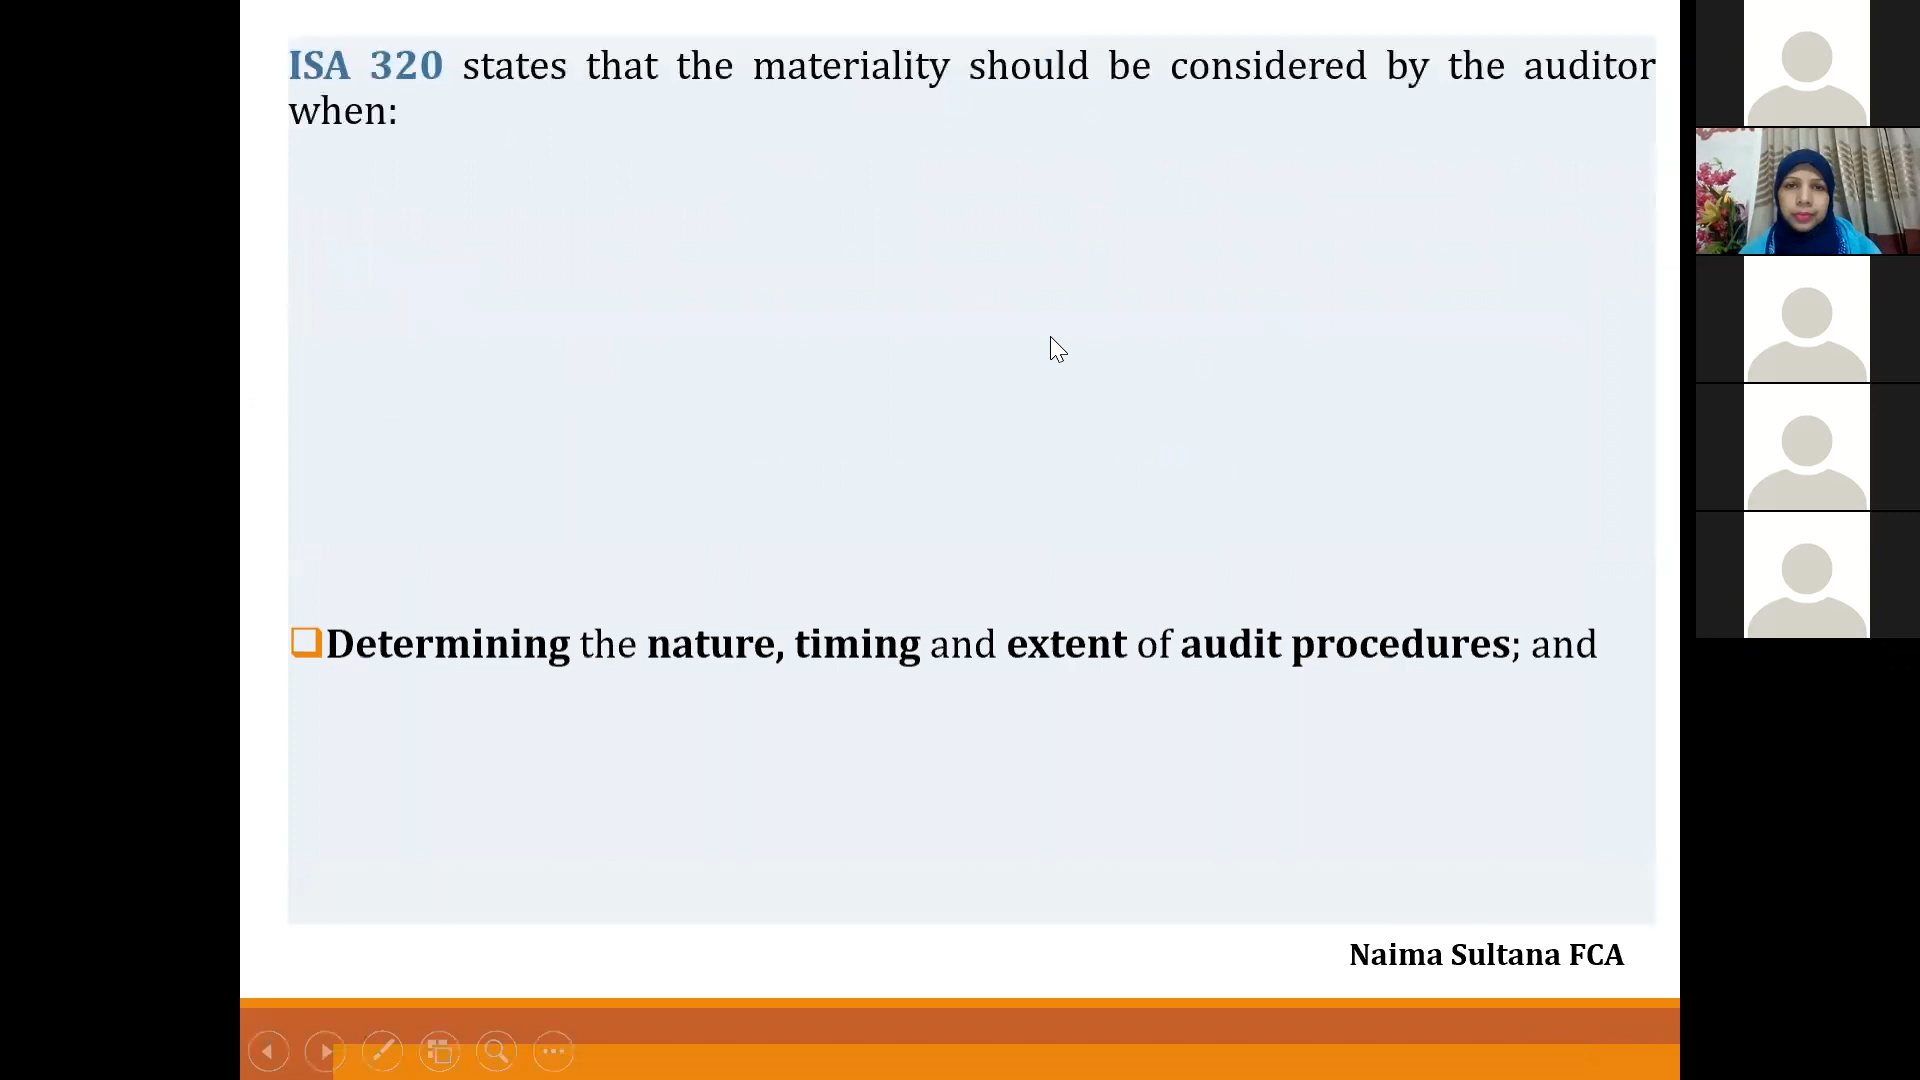 ISA 320 states that the materiality should be considered by the auditor
when:
Determining the nature, timing and extent of audit procedures; and
Naima Sultana FCA